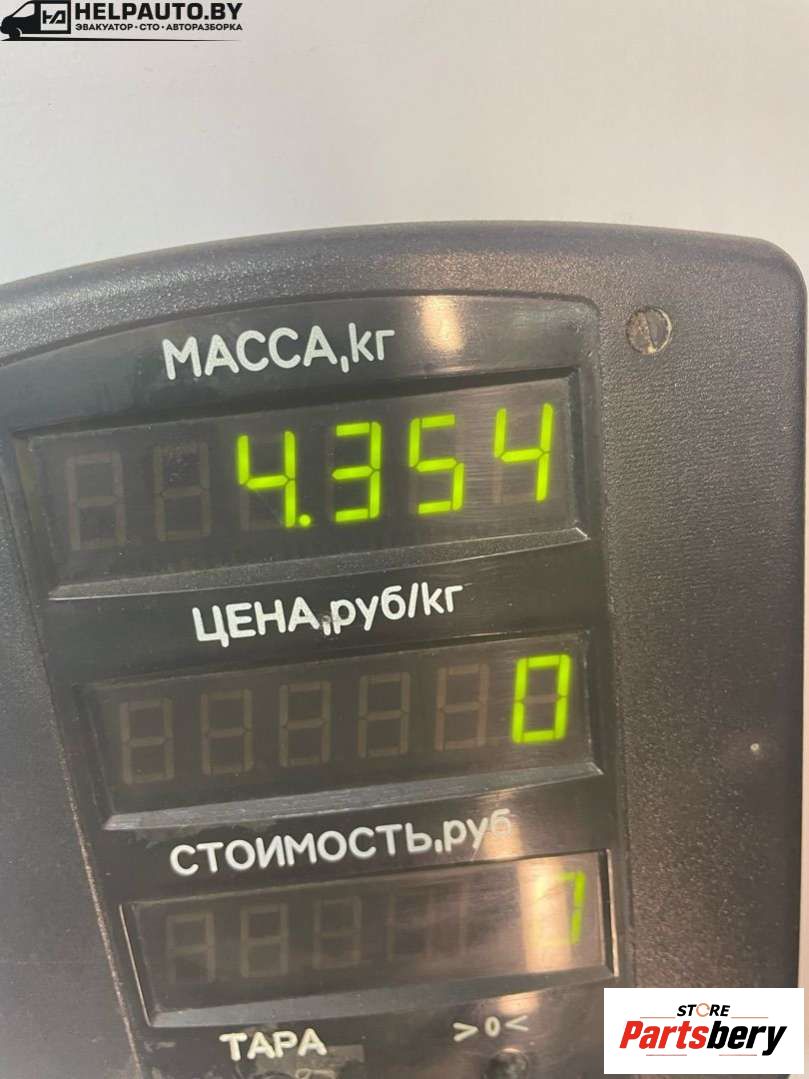 HELPAUTO.BY
ЭВАКУАТОР • СТО • АВТОРАЗБОРКА
МАССА,кг
4.354
ЦЕНА,руб/кг
0
СТОИМОСТЬ,руб
ТАРА >0<
STORE
Partsbery